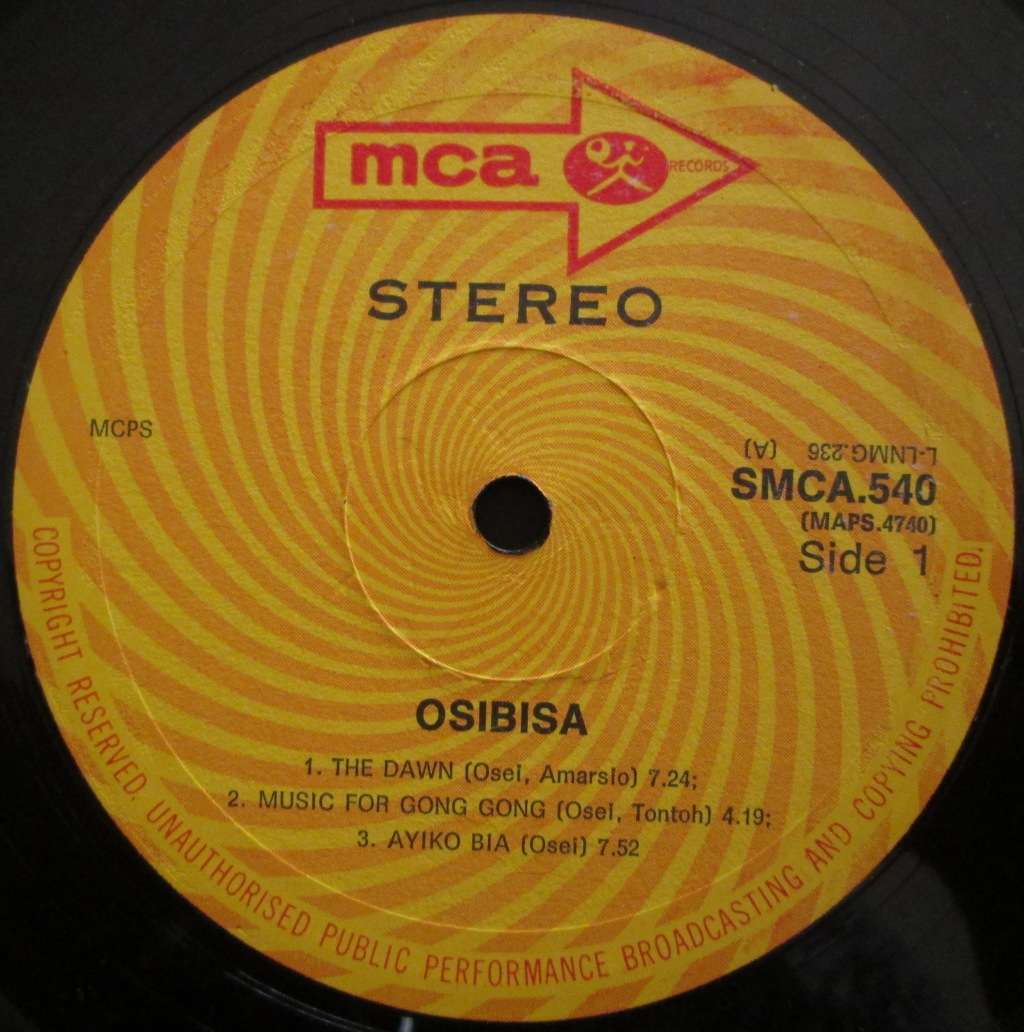 mca RECORDS
STEREO
MCPS
L-LNMG.236 (A)
SMCA.540
(MAPS.4740)
Side 1
OSIBISA
1. THE DAWN (Osei, Amarsio) 7.24;
2. MUSIC FOR GONG GONG (Osei, Tontoh) 4.19;
3. AYIKO BIA (Osei) 7.52
COPYRIGHT RESERVED. UNAUTHORISED PUBLIC PERFORMANCE BROADCASTING AND COPYING PROHIBITED.